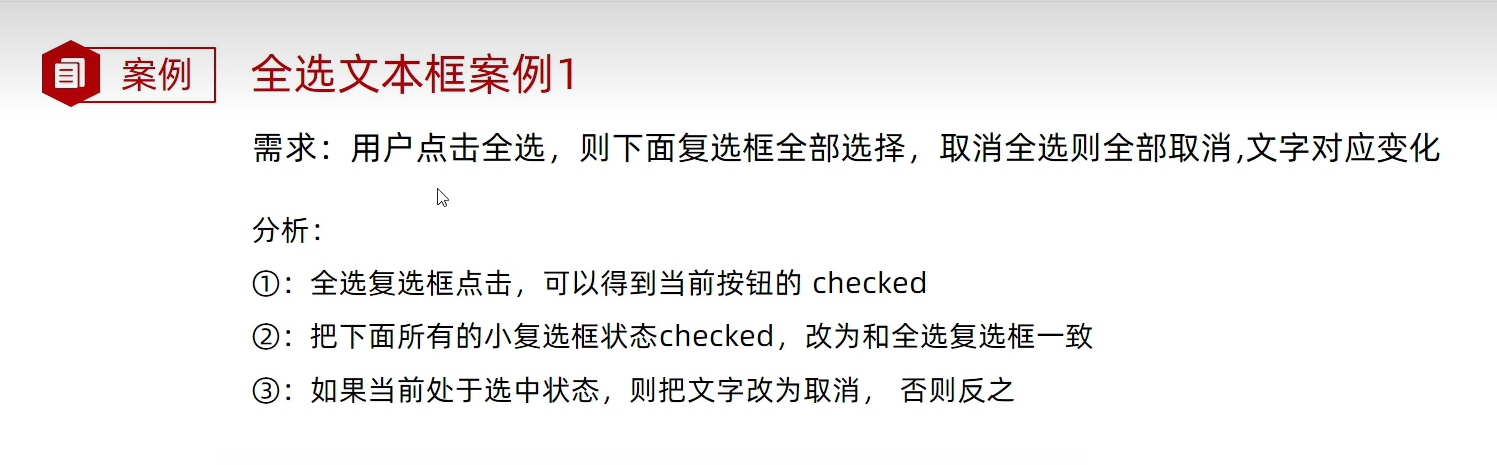 案例
全选文本框案例1
需求：用户点击全选，则下面复选框全部选择，取消全选则全部取消,文字对应变化
分析：
①：全选复选框点击，可以得到当前按钮的 checked
②：把下面所有的小复选框状态checked，改为和全选复选框一致
③：如果当前处于选中状态，则把文字改为取消， 否则反之